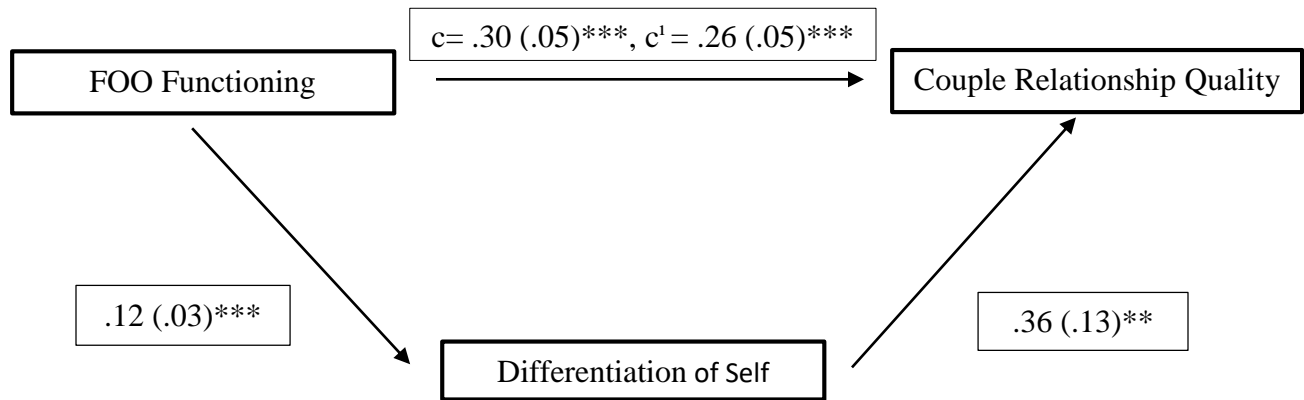 c= .30 (.05)***, c¹ = .26 (.05)***
FOO Functioning
Couple Relationship Quality
.12 (.03)***
.36 (.13)**
Differentiation of Self